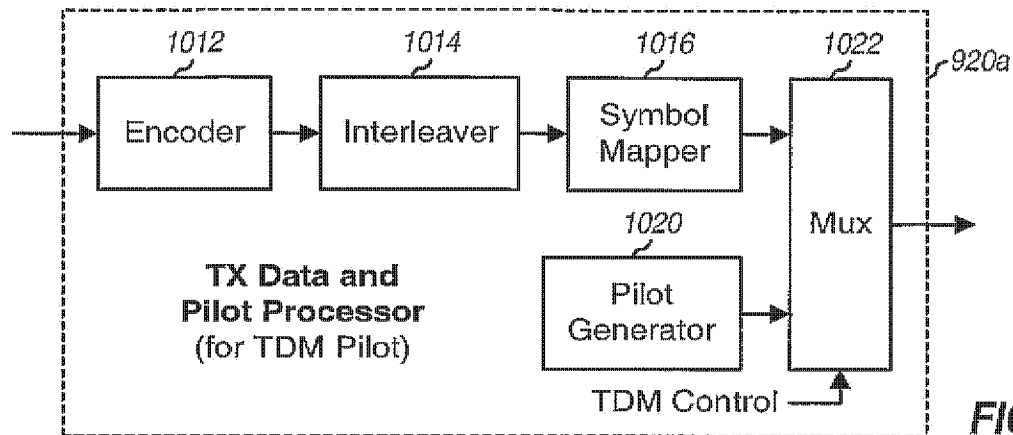 1012
1014
1016
1022
920a
Encoder
Interleaver
Symbol
Mapper
Mux
1020
Pilot
Generator
TX Data and
Pilot Processor
(for TDM Pilot)
TDM Control